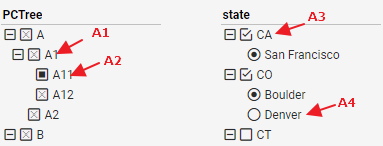 PCTree
A
A1
A1
A2
A11
A12
A2
B
state
A3
CA
San Francisco
CO
Boulder
A4
Denver
CT